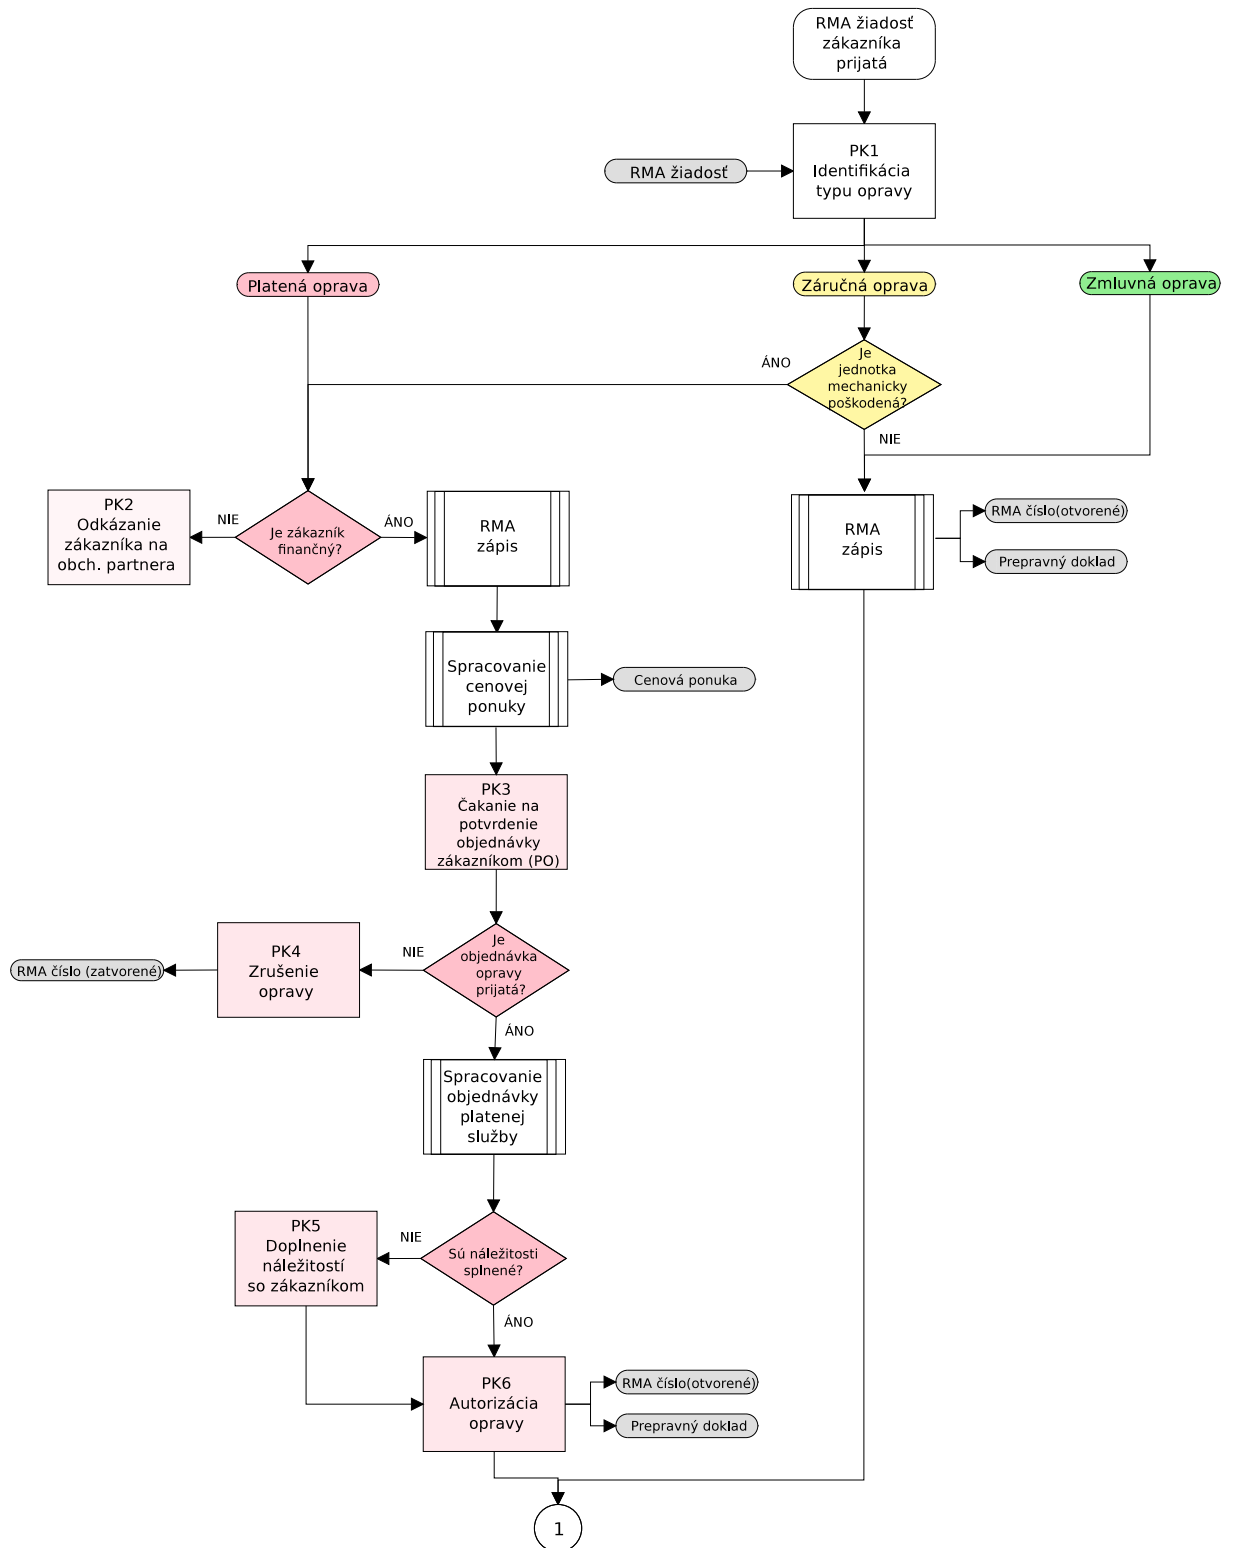 RMA žiadosť
zákazníka
prijatá
PK1
Identifikácia
typu opravy
RMA žiadosť
Platená oprava
Záručná oprava
Zmluvná oprava
Je
jednotka
mechanicky
poškodená?
ÁNO
NIE
PK2
Odkázanie
zákazníka na
obch. partnera
NIE
Je zákazník
finančný?
ÁNO
RMA
zápis
RMA
zápis
RMA číslo(otvorené)
Prepravný doklad
Spracovanie
cenovej
ponuky
Cenová ponuka
PK3
Čakanie na
potvrdenie
objednávky
zákazníkom (PO)
Je
objednávka
opravy
prijatá?
NIE
PK4
Zrušenie
opravy
RMA číslo (zatvorené)
ÁNO
Spracovanie
objednávky
platenej
služby
Sú náležitosti
splnené?
NIE
PK5
Doplnenie
náležitostí
so zákazníkom
ÁNO
PK6
Autorizácia
opravy
RMA číslo(otvorené)
Prepravný doklad
1